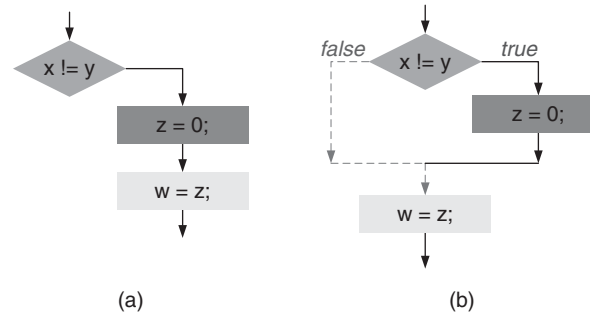 x != y
z = 0;
w = z;
(a)
false
true
x != y
z = 0;
w = z;
(b)